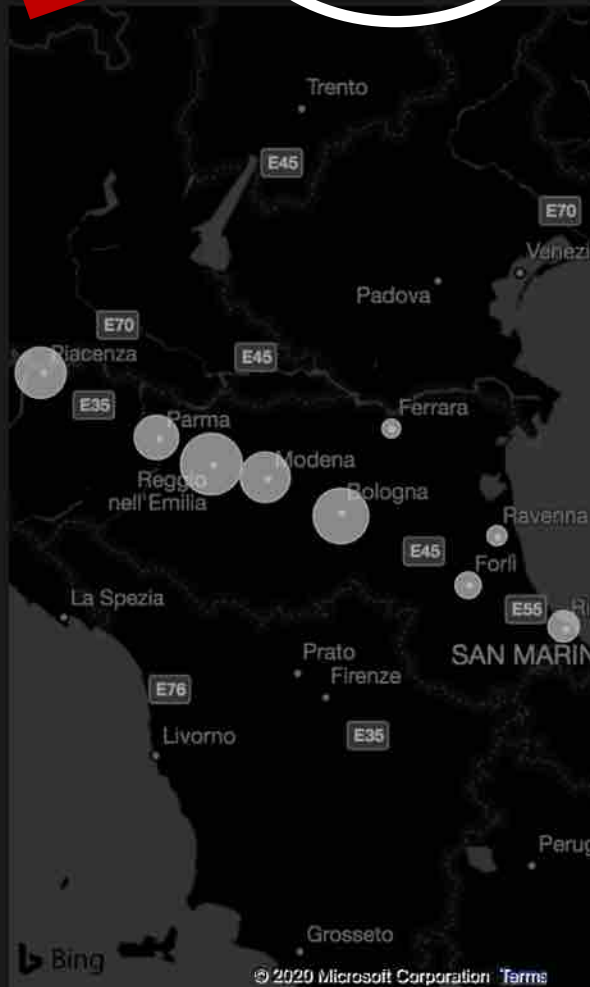 Trento
E45
E70
Venezi
Padova
E70
E45
Piacenza
E35
Ferrara
Parma
Modena
Reggio
nell'Emilia
Bologna
Ravenna
E45
Forlì
La Spezia
E55
Ri
SAN MARIN
Prato
Firenze
E76
E35
Livorno
Perug
Grosseto
Bing
© 2020 Microsoft Corporation Terms